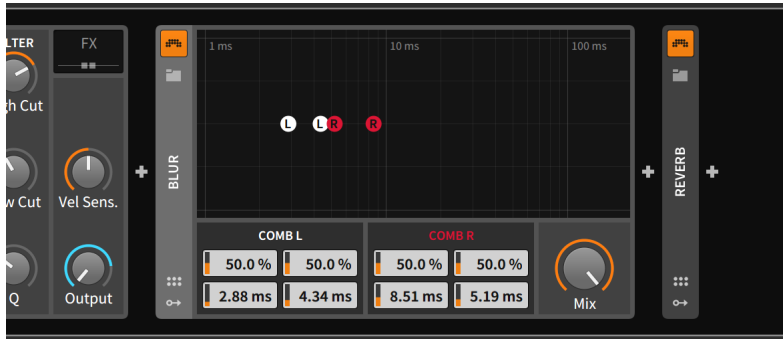 LTER
FX
gh Cut
w Cut
Vel Sens.
Q
Output
BLUR
1 ms
10 ms
100 ms
L
L
R
R
COMB L
COMB R
50.0 %
50.0 %
50.0 %
50.0 %
2.88 ms
4.34 ms
8.51 ms
5.19 ms
Mix
REVERB